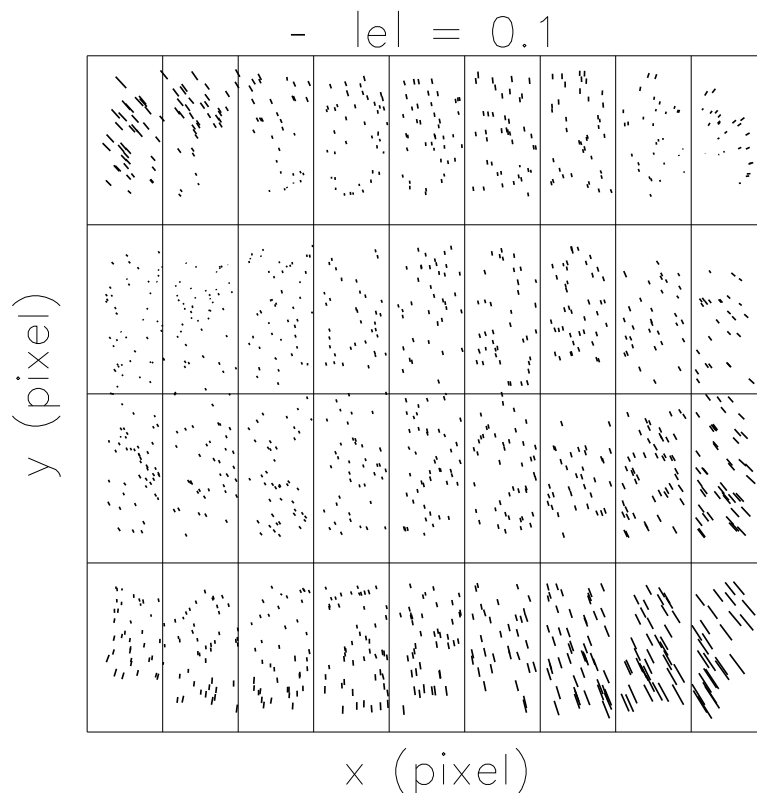 - |e| = 0.1
y (pixel)
x (pixel)